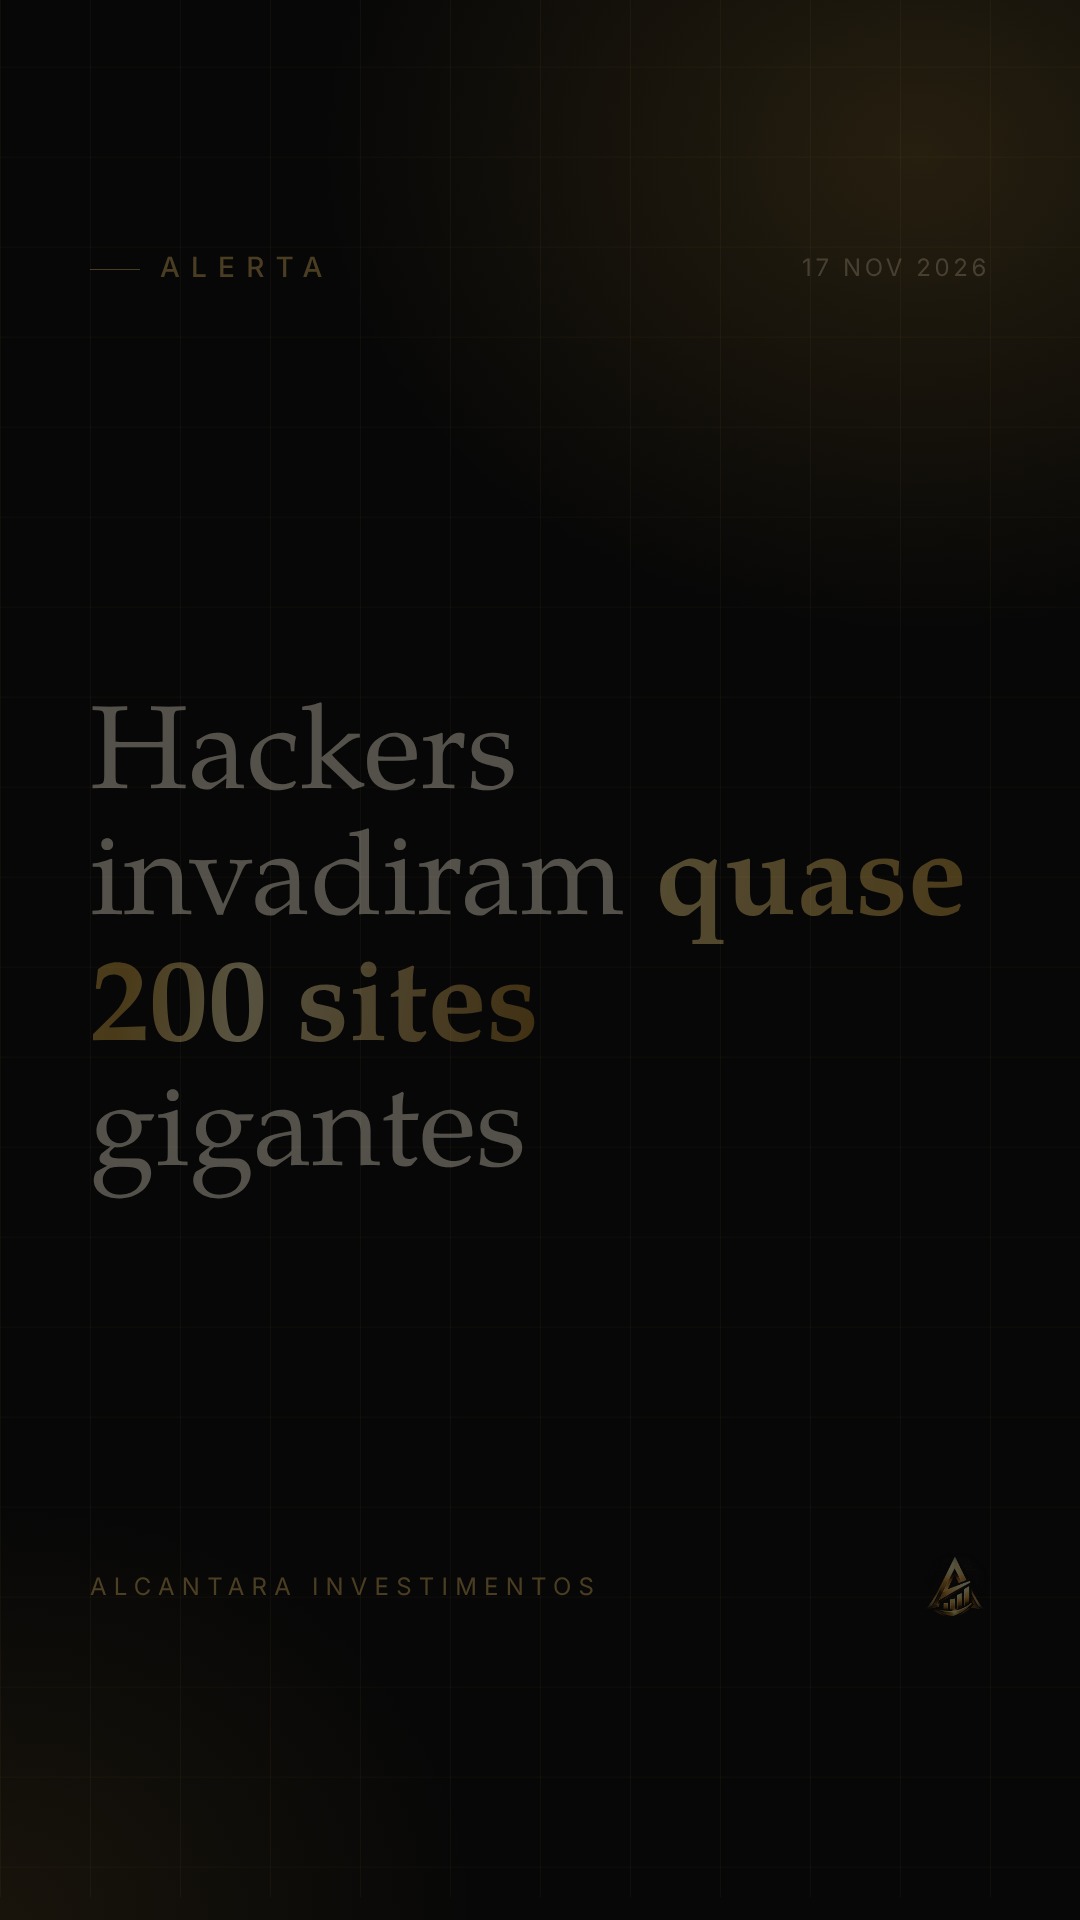 ALERTA
17 NOV 2026
Hackers
invadiram quase
200 sites
gigantes
ALCANTARA INVESTIMENTOS